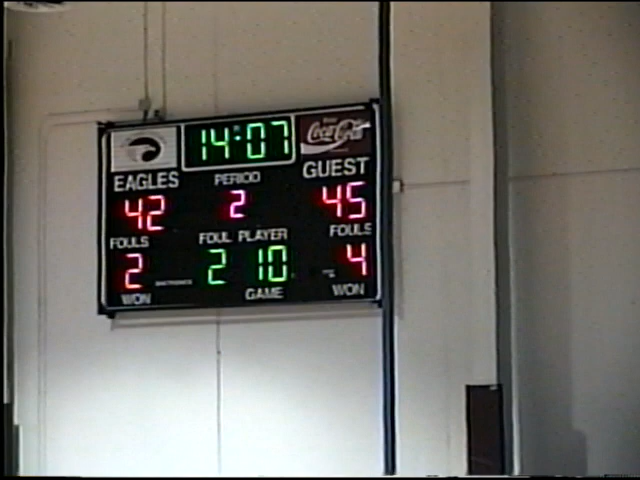 14:07
Coca-Cola
EAGLES PERIOD GUEST
42 2 45
FOULS FOUL PLAYER FOULS
2 2 10 4
WON GAME WON